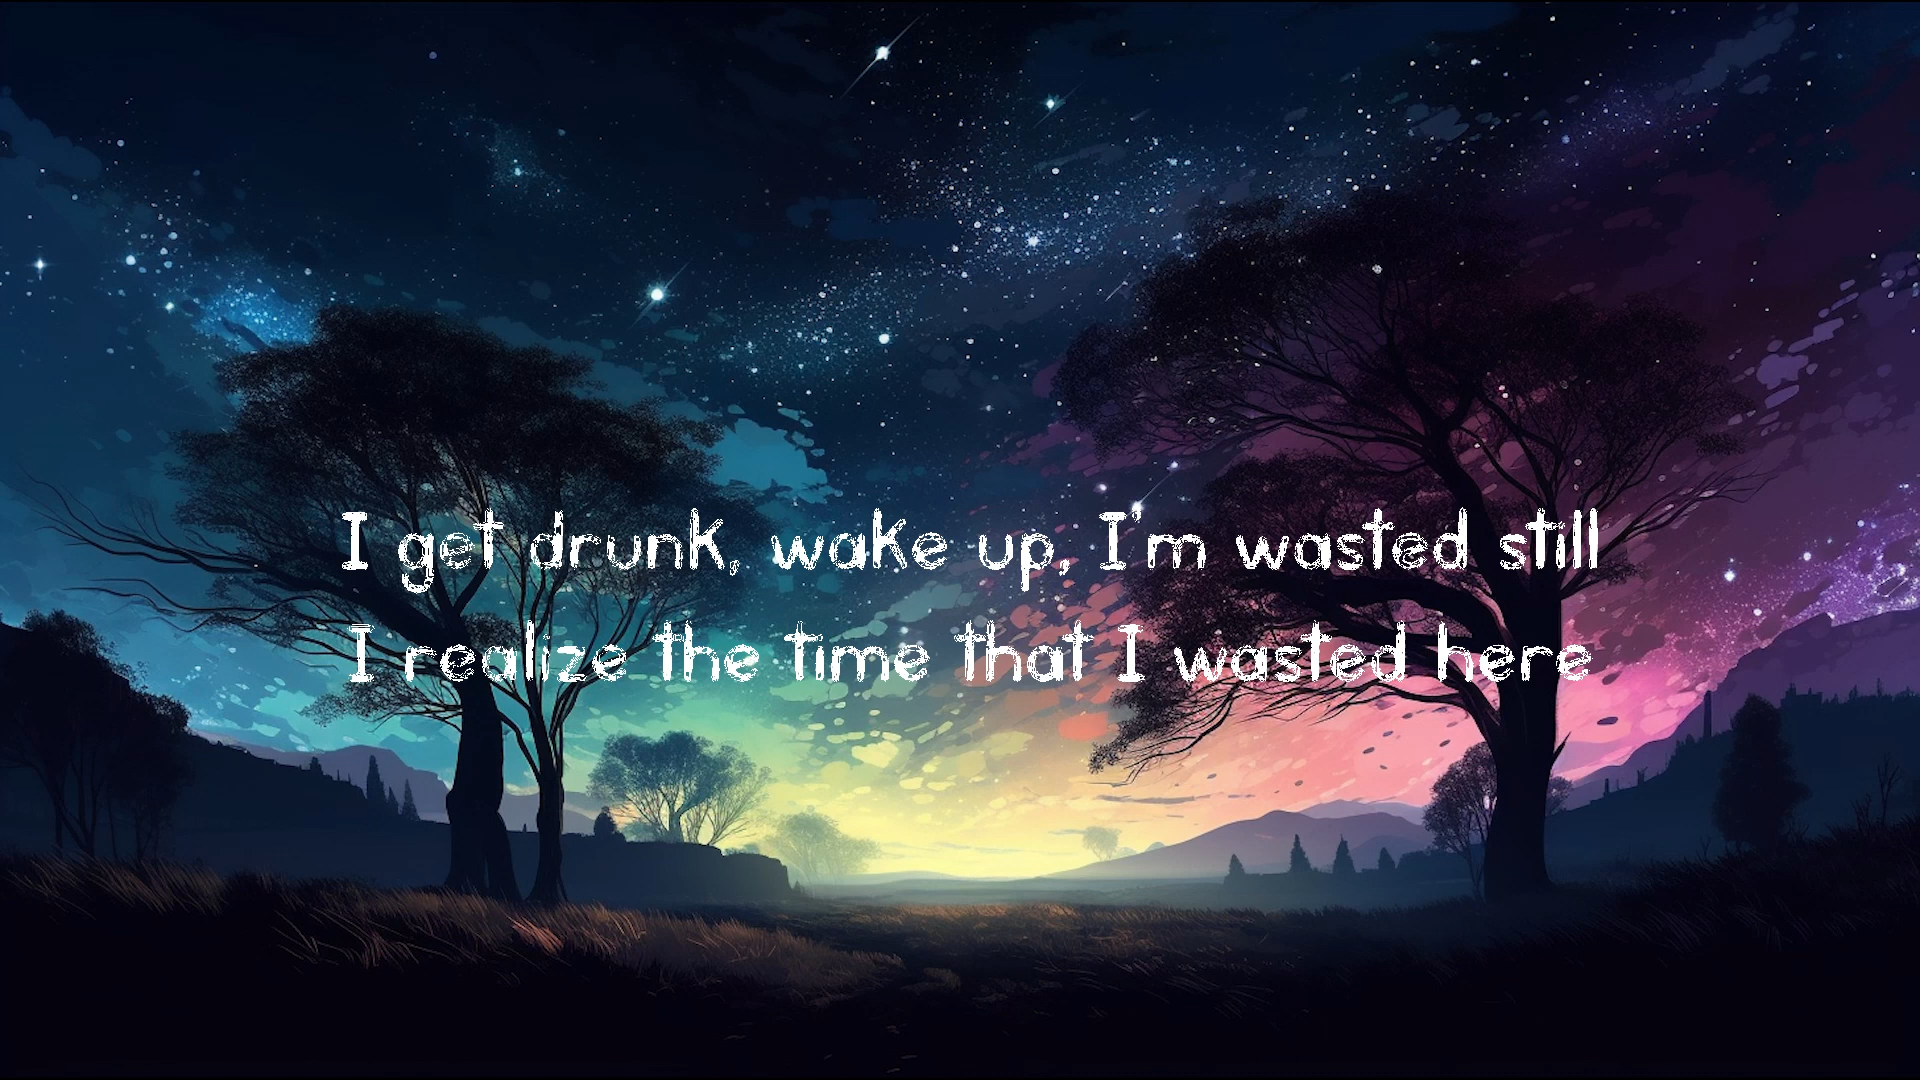 I get drunk, wake up, I'm wasted still
I realize the time that I wasted here